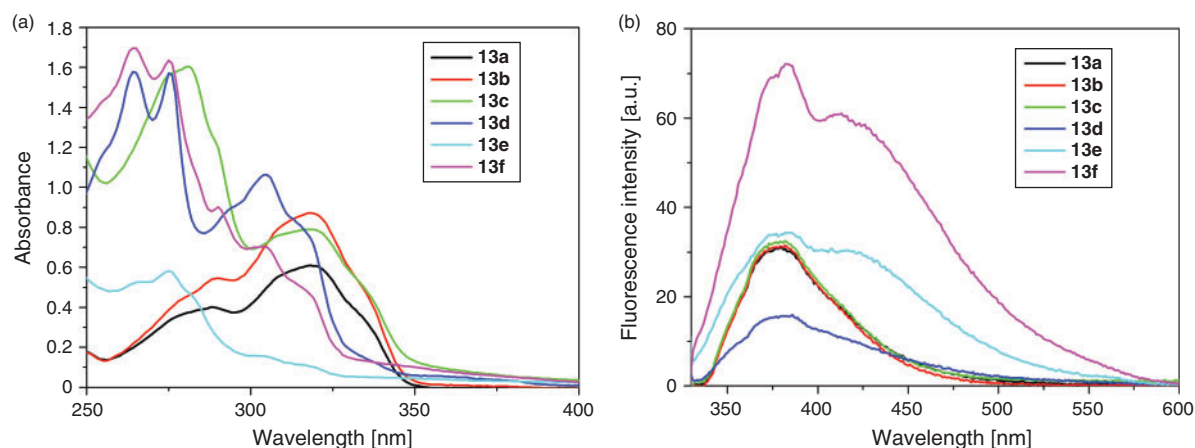 (a)
1.8
1.6
1.4
1.2
1.0
0.8
0.6
0.4
0.2
0
Absorbance
250
300
350
400
Wavelength [nm]
13a
13b
13c
13d
13e
13f
(b)
80
60
40
20
0
Fluorescence intensity [a.u.]
350
400
450
500
550
600
Wavelength [nm]
13a
13b
13c
13d
13e
13f